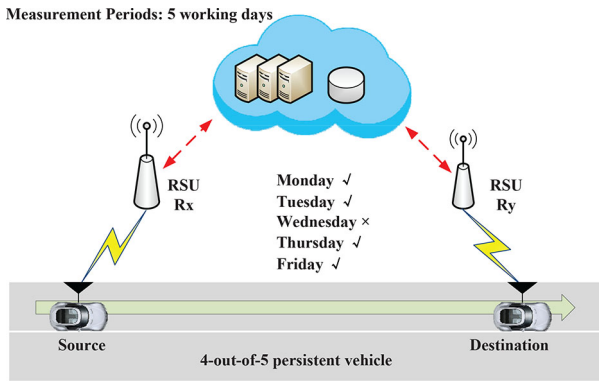 Measurement Periods: 5 working days
RSU
Rx
RSU
Ry
Monday √
Tuesday √
Wednesday ×
Thursday √
Friday √
Source
Destination
4-out-of-5 persistent vehicle